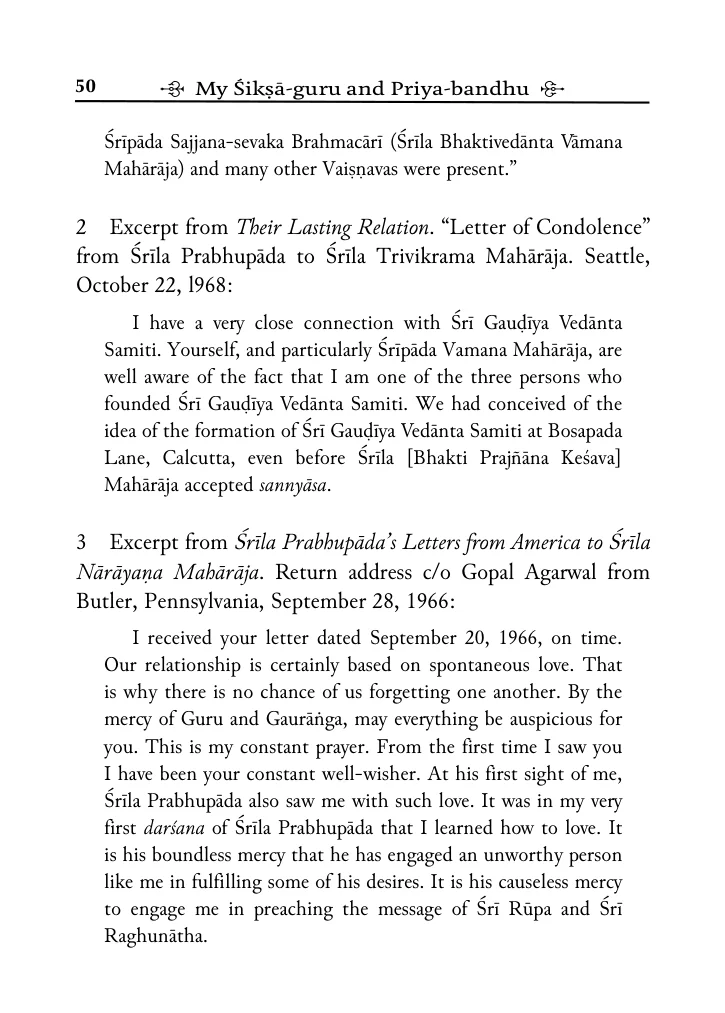 50 My Śikṣā-guru and Priya-bandhu
Śrīpāda Sajjana-sevaka Brahmacārī (Śrīla Bhaktivedānta Vāmana
Mahārāja) and many other Vaiṣṇavas were present.”
2 Excerpt from Their Lasting Relation. “Letter of Condolence”
from Śrīla Prabhupāda to Śrīla Trivikrama Mahārāja. Seattle,
October 22, l968:
I have a very close connection with Śrī Gauḍīya Vedānta
Samiti. Yourself, and particularly Śrīpāda Vamana Mahārāja, are
well aware of the fact that I am one of the three persons who
founded Śrī Gauḍīya Vedānta Samiti. We had conceived of the
idea of the formation of Śrī Gauḍīya Vedānta Samiti at Bosapada
Lane, Calcutta, even before Śrīla [Bhakti Prajñāna Keśava]
Mahārāja accepted sannyāsa.
3 Excerpt from Śrīla Prabhupāda’s Letters from America to Śrīla
Nārāyaṇa Mahārāja. Return address c/o Gopal Agarwal from
Butler, Pennsylvania, September 28, 1966:
I received your letter dated September 20, 1966, on time.
Our relationship is certainly based on spontaneous love. That
is why there is no chance of us forgetting one another. By the
mercy of Guru and Gaurāṅga, may everything be auspicious for
you. This is my constant prayer. From the first time I saw you
I have been your constant well-wisher. At his first sight of me,
Śrīla Prabhupāda also saw me with such love. It was in my very
first darśana of Śrīla Prabhupāda that I learned how to love. It
is his boundless mercy that he has engaged an unworthy person
like me in fulfilling some of his desires. It is his causeless mercy
to engage me in preaching the message of Śrī Rūpa and Śrī
Raghunātha.